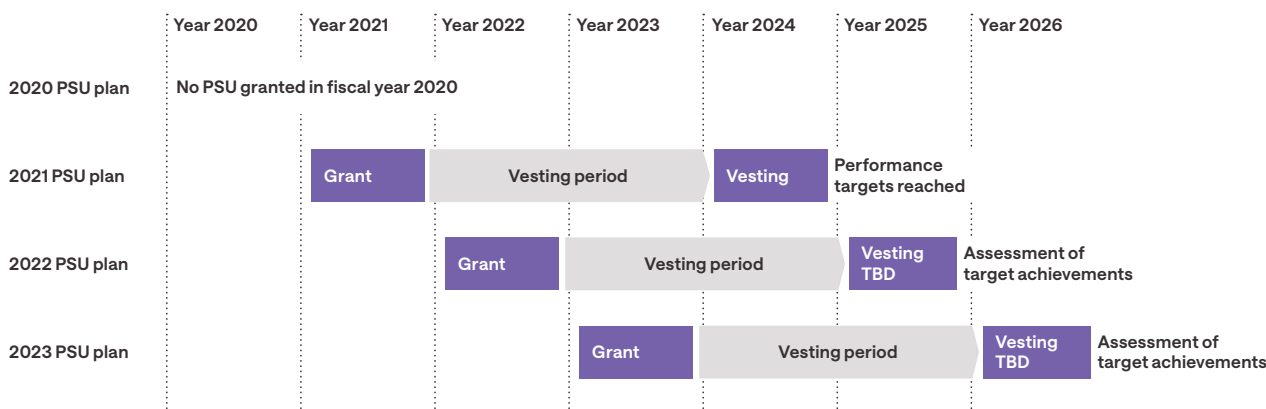 Year 2020 Year 2021 Year 2022 Year 2023 Year 2024 Year 2025 Year 2026
2020 PSU plan No PSU granted in fiscal year 2020
2021 PSU plan Grant Vesting period Vesting Performance
targets reached
2022 PSU plan Grant Vesting period Vesting
TBD Assessment of
target achievements
2023 PSU plan Grant Vesting period Vesting
TBD Assessment of
target achievements